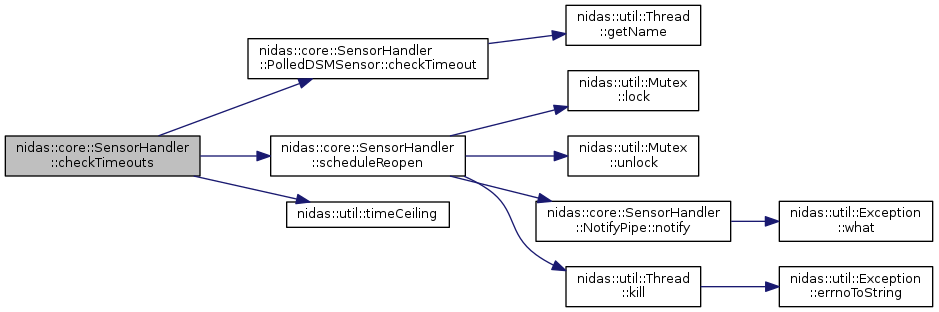 nidas::util::Thread
::getName
nidas::core::SensorHandler
::PolledDSMSensor::checkTimeout
nidas::util::Mutex
::lock
nidas::core::SensorHandler
::checkTimeouts
nidas::core::SensorHandler
::scheduleReopen
nidas::util::Mutex
::unlock
nidas::util::timeCeiling
nidas::core::SensorHandler
::NotifyPipe::notify
nidas::util::Exception
::what
nidas::util::Thread
::kill
nidas::util::Exception
::errnoToString